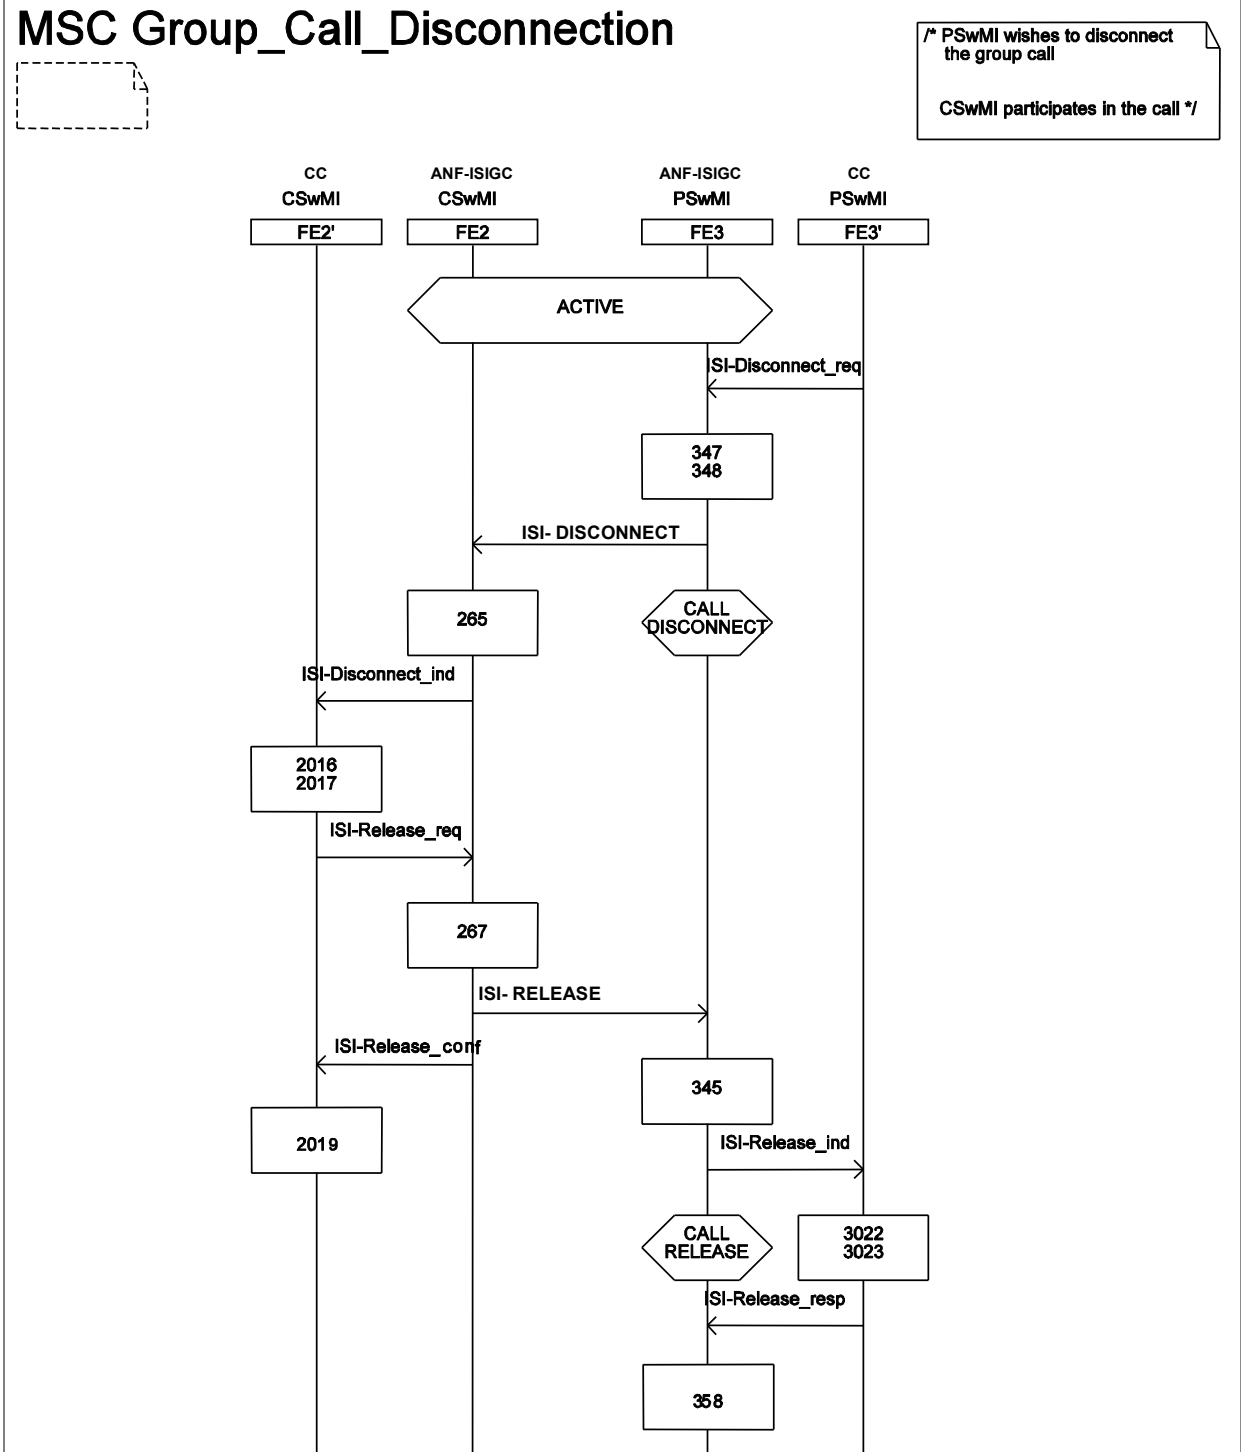 MSC Group_Call_Disconnection
/* PSwMI wishes to disconnect
the group call
CSwMI participates in the call */
CC
ANF-ISIGC
ANF-ISIGC
CC
CSwMI
CSwMI
PSwMI
PSwMI
FE2'
FE2
FE3
FE3'
ACTIVE
ISI-Disconnect_req
347
348
ISI- DISCONNECT
265
CALL
DISCONNECT
ISI-Disconnect_ind
2016
2017
ISI-Release_req
267
ISI- RELEASE
ISI-Release_conf
345
2019
ISI-Release_ind
CALL
RELEASE
3022
3023
ISI-Release_resp
358